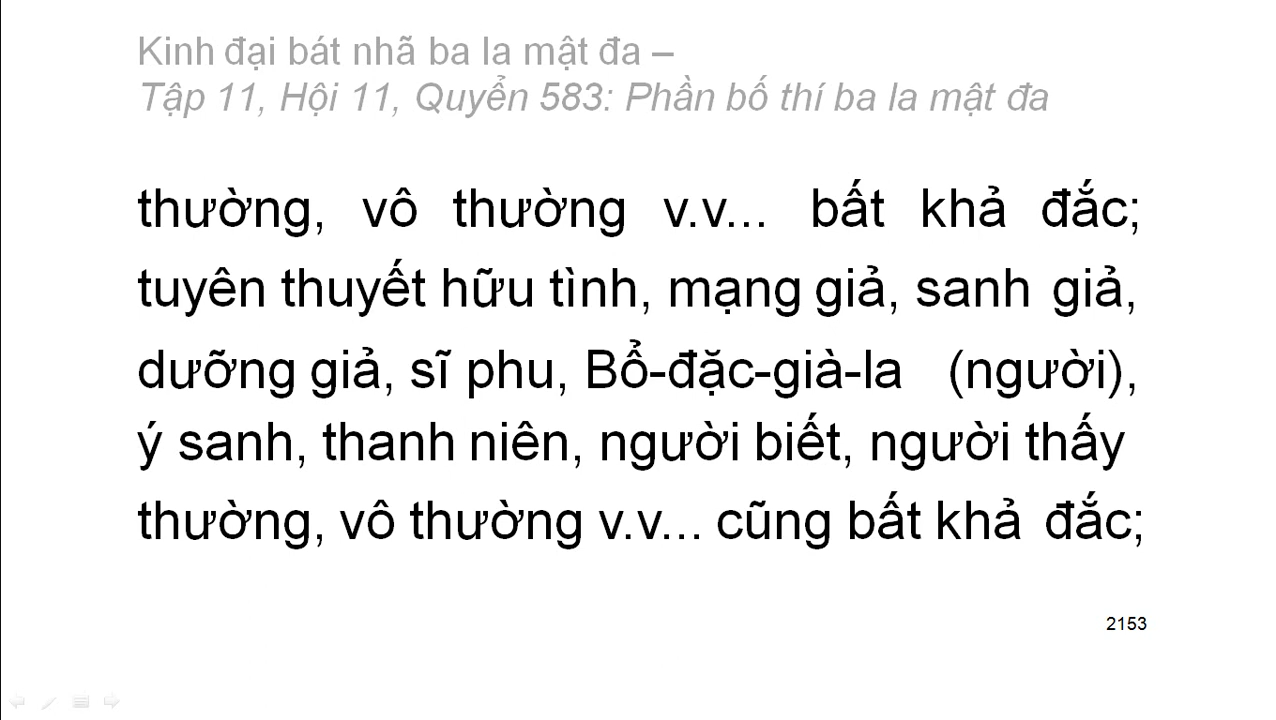 Kinh đại bát nhã ba la mật đa –
Tập 11, Hội 11, Quyển 583: Phần bố thí ba la mật đa
thường, vô thường v.v... bất khả đắc;
tuyên thuyết hữu tình, mạng giả, sanh giả,
dưỡng giả, sĩ phu, Bổ-đặc-già-la (người),
ý sanh, thanh niên, người biết, người thấy
thường, vô thường v.v... cũng bất khả đắc;
2153